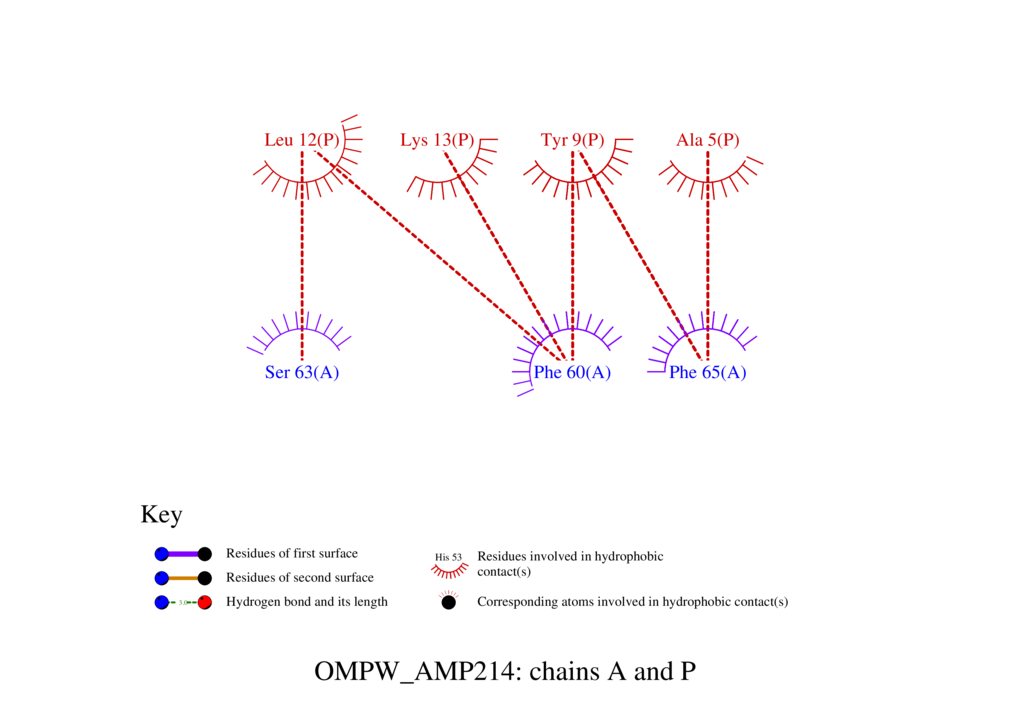 Leu 12(P) Lys 13(P) Tyr 9(P) Ala 5(P)
Ser 63(A) Phe 60(A) Phe 65(A)
Key
Residues of first surface
Residues of second surface
3.0 Hydrogen bond and its length
His 53 Residues involved in hydrophobic
contact(s)
Corresponding atoms involved in hydrophobic contact(s)
OMPW_AMP214: chains A and P